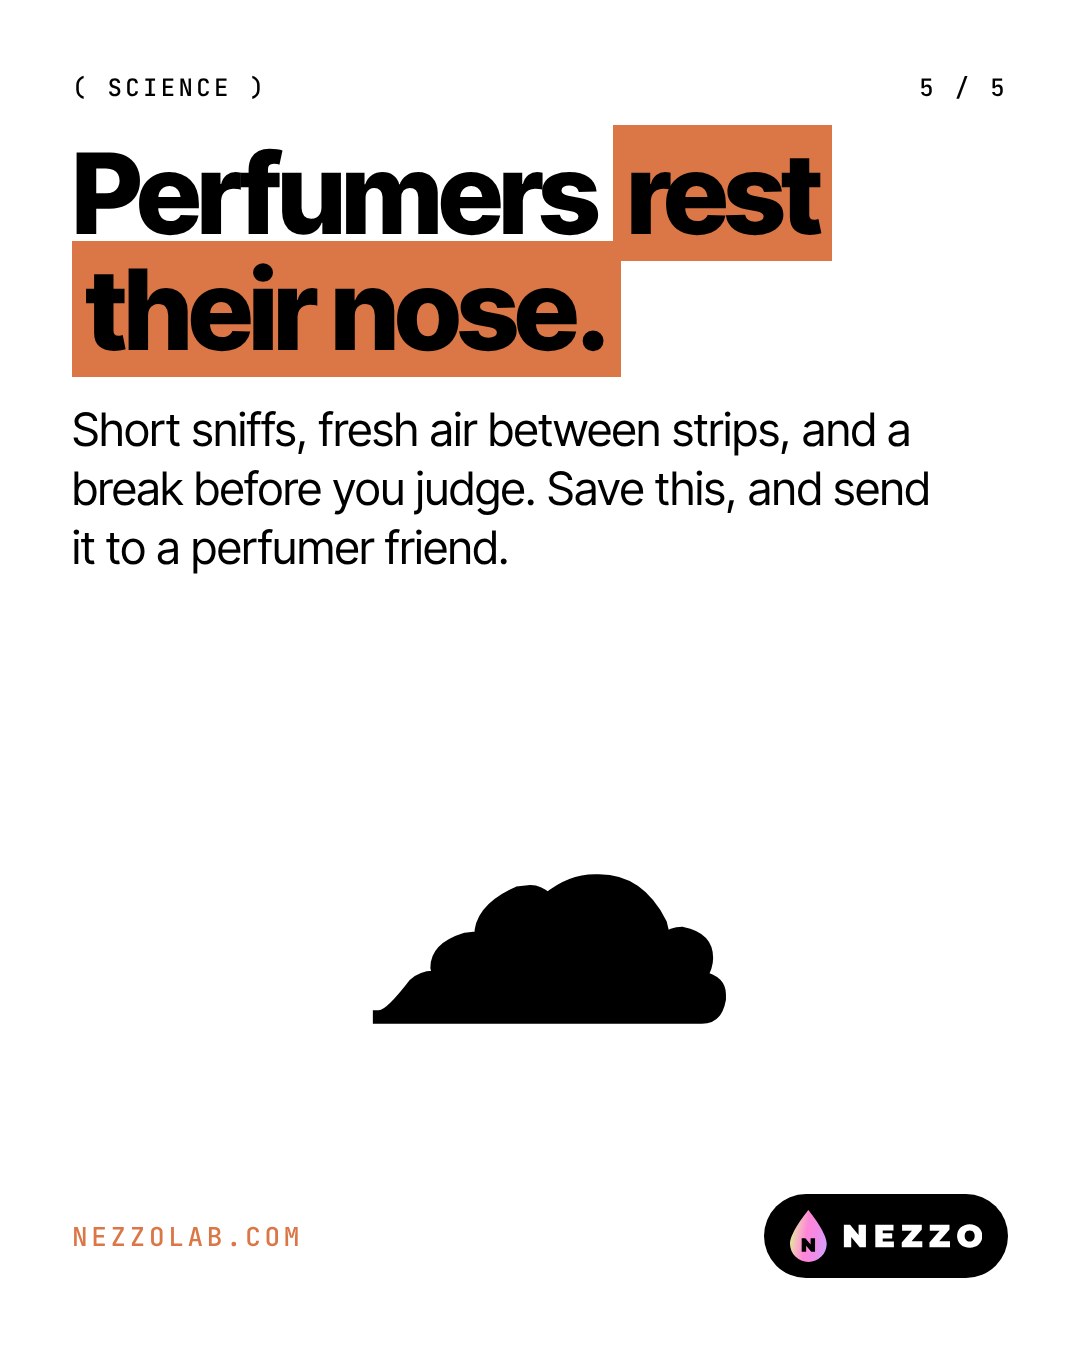 ( SCIENCE )
5 / 5
Perfumers rest
their nose.
Short sniffs, fresh air between strips, and a
break before you judge. Save this, and send
it to a perfumer friend.
NEZZOLAB.COM
N NEZZO